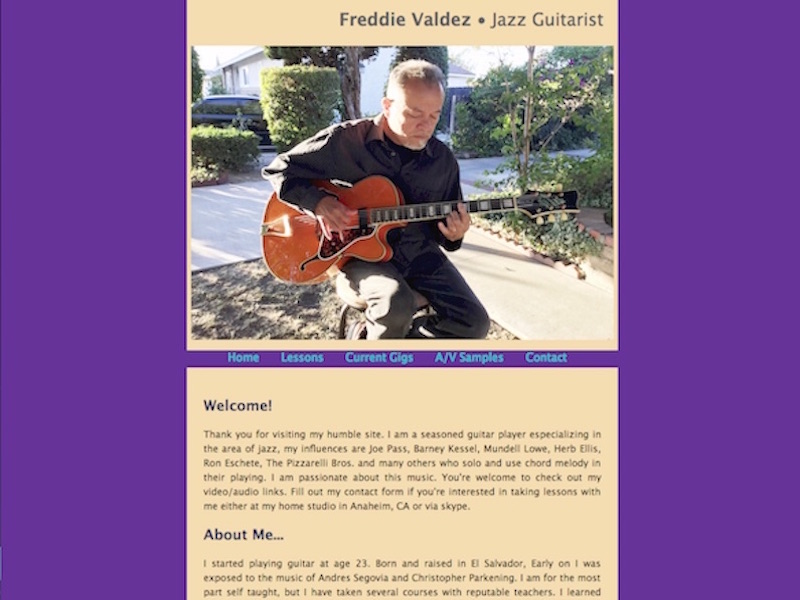 Freddie Valdez • Jazz Guitarist
Home Lessons Current Gigs A/V Samples Contact
Welcome!
Thank you for visiting my humble site. I am a seasoned guitar player especializing in
the area of jazz, my influences are Joe Pass, Barney Kessel, Mundell Lowe, Herb Ellis,
Ron Eschete, The Pizzarelli Bros. and many others who solo and use chord melody in
their playing. I am passionate about this music. You're welcome to check out my
video/audio links. Fill out my contact form if you're interested in taking lessons with
me either at my home studio in Anaheim, CA or via skype.
About Me...
I started playing guitar at age 23. Born and raised in El Salvador, Early on I was
exposed to the music of Andres Segovia and Christopher Parkening. I am for the most
part self taught, but I have taken several courses with reputable teachers. I learned